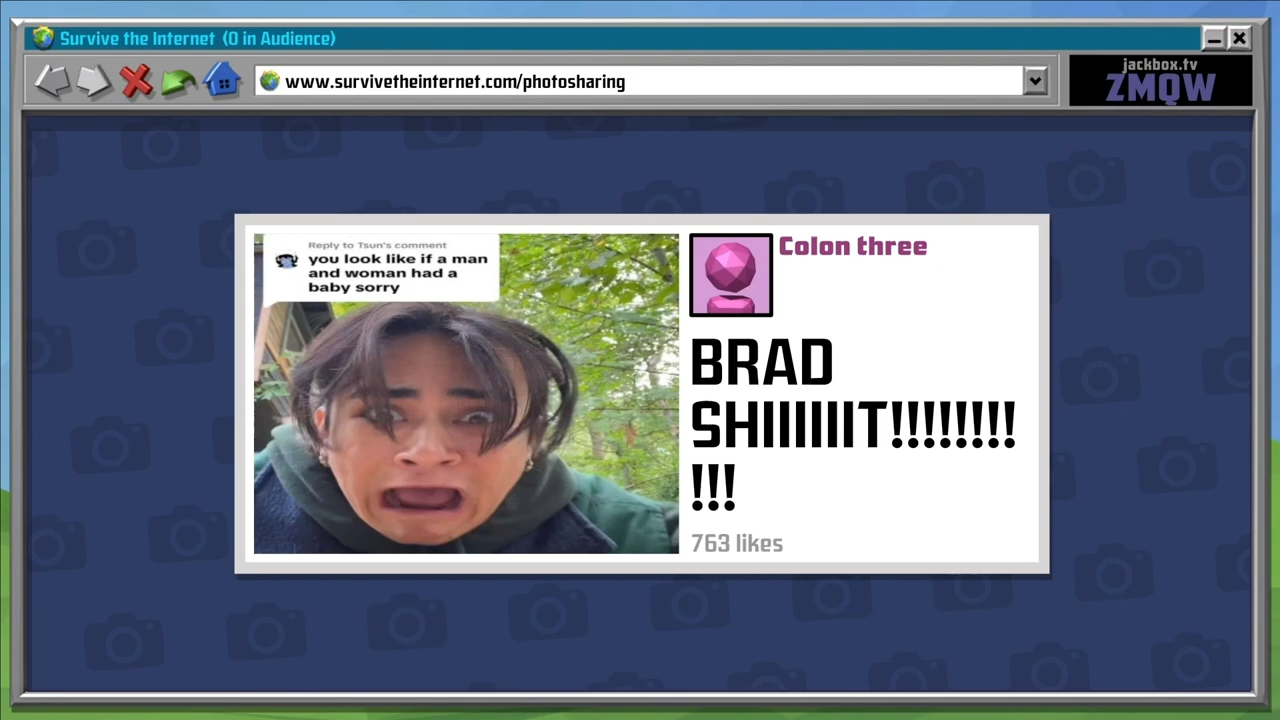 Survive the Internet (0 in Audience)
www.survivetheinternet.com/photosharing
jackbox.tv
ZMQW
Reply to Tsun's comment
you look like if a man
and woman had a
baby sorry
Colon three
BRAD
SHIIIIIIT!!!!!!!!
!!!
763 likes